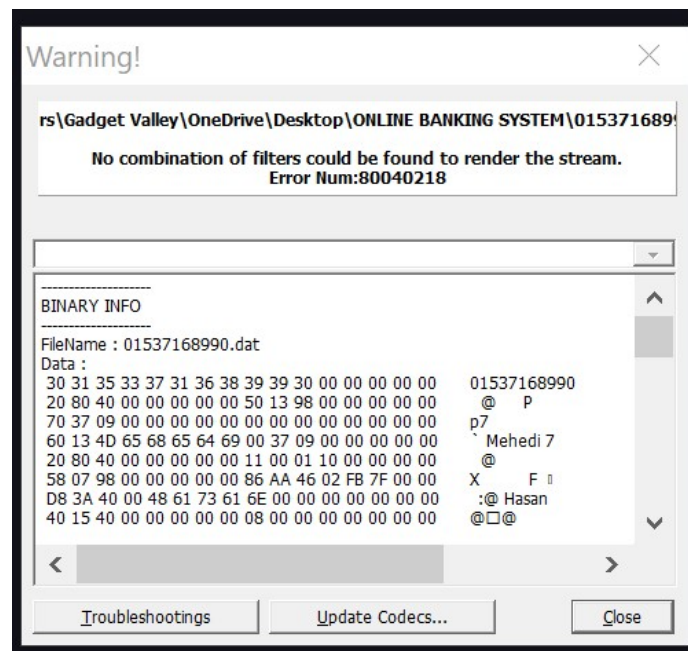 Warning!
rs\Gadget Valley\OneDrive\Desktop\ONLINE BANKING SYSTEM\015371689
No combination of filters could be found to render the stream.
Error Num:80040218
--------------------
BINARY INFO
--------------------
FileName : 01537168990.dat
Data :
30 31 35 33 37 31 36 38 39 39 30 00 00 00 00 00 01537168990
20 80 40 00 00 00 00 00 50 13 98 00 00 00 00 00 @ P
70 37 09 00 00 00 00 00 00 00 00 00 00 00 00 00 p7
60 13 4D 65 68 65 64 69 00 37 09 00 00 00 00 00 ` Mehedi 7
20 80 40 00 00 00 00 00 11 00 01 10 00 00 00 00 @
58 07 98 00 00 00 00 00 86 AA 46 02 FB 7F 00 00 X F ▯
D8 3A 40 00 48 61 73 61 6E 00 00 00 00 00 00 00 :@ Hasan
40 15 40 00 00 00 00 00 08 00 00 00 00 00 00 00 @□@
Troubleshootings Update Codecs... Close